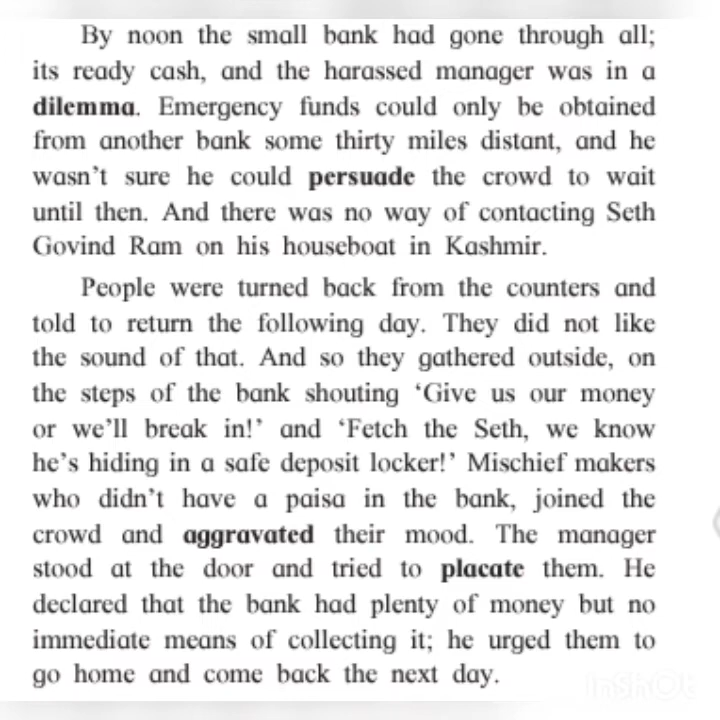 By noon the small bank had gone through all;
its ready cash, and the harassed manager was in a
dilemma. Emergency funds could only be obtained
from another bank some thirty miles distant, and he
wasn't sure he could persuade the crowd to wait
until then. And there was no way of contacting Seth
Govind Ram on his houseboat in Kashmir.
People were turned back from the counters and
told to return the following day. They did not like
the sound of that. And so they gathered outside, on
the steps of the bank shouting ‘Give us our money
or we'll break in!’ and ‘Fetch the Seth, we know
he's hiding in a safe deposit locker!’ Mischief makers
who didn't have a paisa in the bank, joined the
crowd and aggravated their mood. The manager
stood at the door and tried to placate them. He
declared that the bank had plenty of money but no
immediate means of collecting it; he urged them to
go home and come back the next day.
InShOt